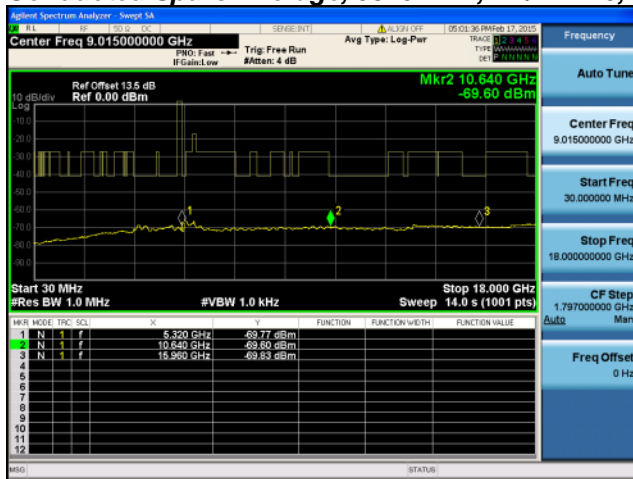 Agilent Spectrum Analyzer - Swept SA
RL RF 50 Ω DC SENSE:INT ALIGN OFF 05:01:36 PM Feb 17, 2015
Center Freq 9.015000000 GHz
PNO: Fast
IFGain:Low
Trig: Free Run
#Atten: 4 dB
Avg Type: Log-Pwr
TRACE 1 2 3 4 5 6
TYPE
DET P N N N N N
Frequency
Auto Tune
Ref Offset 13.5 dB
10 dB/div Ref 0.00 dBm
Log
Mkr2 10.640 GHz
-69.60 dBm
-10.0
-20.0
-30.0
-40.0
-50.0
-60.0
-70.0
-80.0
-90.0
1
2
3
Center Freq
9.015000000 GHz
Start Freq
30.000000 MHz
Stop Freq
18.000000000 GHz
Start 30 MHz Stop 18.000 GHz
#Res BW 1.0 MHz #VBW 1.0 kHz Sweep 14.0 s (1001 pts)
CF Step
1.797000000 GHz
Auto Man
Freq Offset
0 Hz
MKR MODE TRC SCL X Y FUNCTION FUNCTION WIDTH FUNCTION VALUE
1 N 1 f 5.320 GHz -69.77 dBm
2 N 1 f 10.640 GHz -69.60 dBm
3 N 1 f 15.960 GHz -69.83 dBm
4
5
6
7
8
9
10
11
12
MSG STATUS